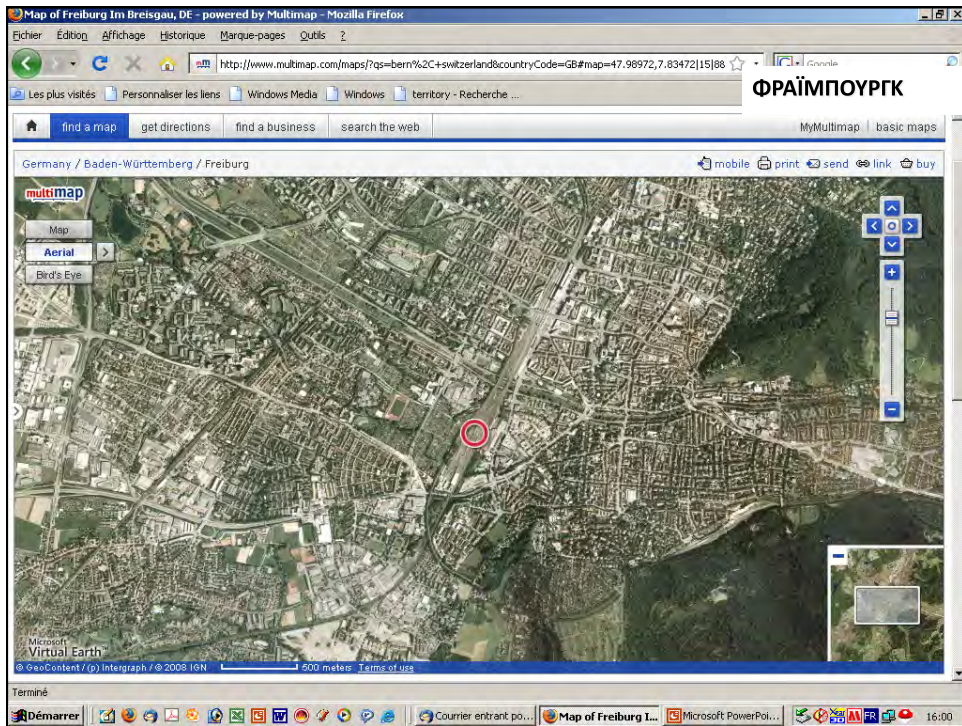 Map of Freiburg Im Breisgau, DE - powered by Multimap - Mozilla Firefox
Fichier Édition Affichage Historique Marque-pages Outils ?
http://www.multimap.com/maps/?qs=bern%2C+switzerland&countryCode=GB#map=47.98972,7.83472|15|8& Google
Les plus visités Personnaliser les liens Windows Media Windows territory - Recherche ...
ΦΡΑΪΜΠΟΥΡΓΚ
find a map get directions find a business search the web MyMultimap basic maps
Germany / Baden-Württemberg / Freiburg mobile print send link buy
multimap
Map
Aerial
Bird's Eye
Microsoft
Virtual Earth
© GeoContent / (p) Intergraph / © 2008 IGN 500 meters Terms of use
Terminé
Démarrer Courrier entrant po... Map of Freiburg I... Microsoft PowerPoi... FR 16:00